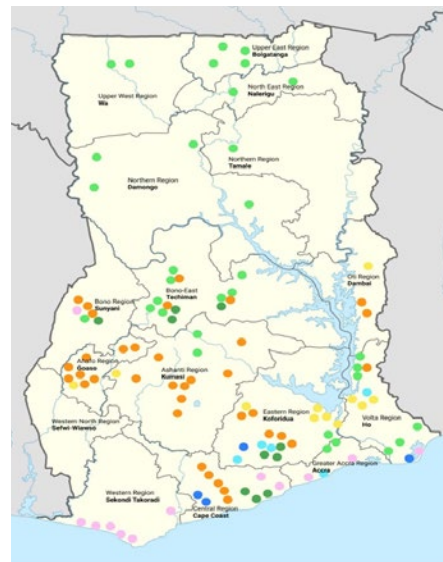 Upper East Region
Bolgatanga
North East Region
Nalerigu
Upper West Region
Wa
Northern Region
Tamale
Northern Region
Damongo
Oti Region
Dambai
Bono-East
Techiman
Bono Region
Sunyani
Ahafo Region
Goaso
Ashanti Region
Kumasi
Eastern Region
Koforidua
Volta Region
Ho
Western North Region
Sefwi-Wiawso
Greater Accra Region
Accra
Western Region
Sekondi Takoradi
Central Region
Cape Coast